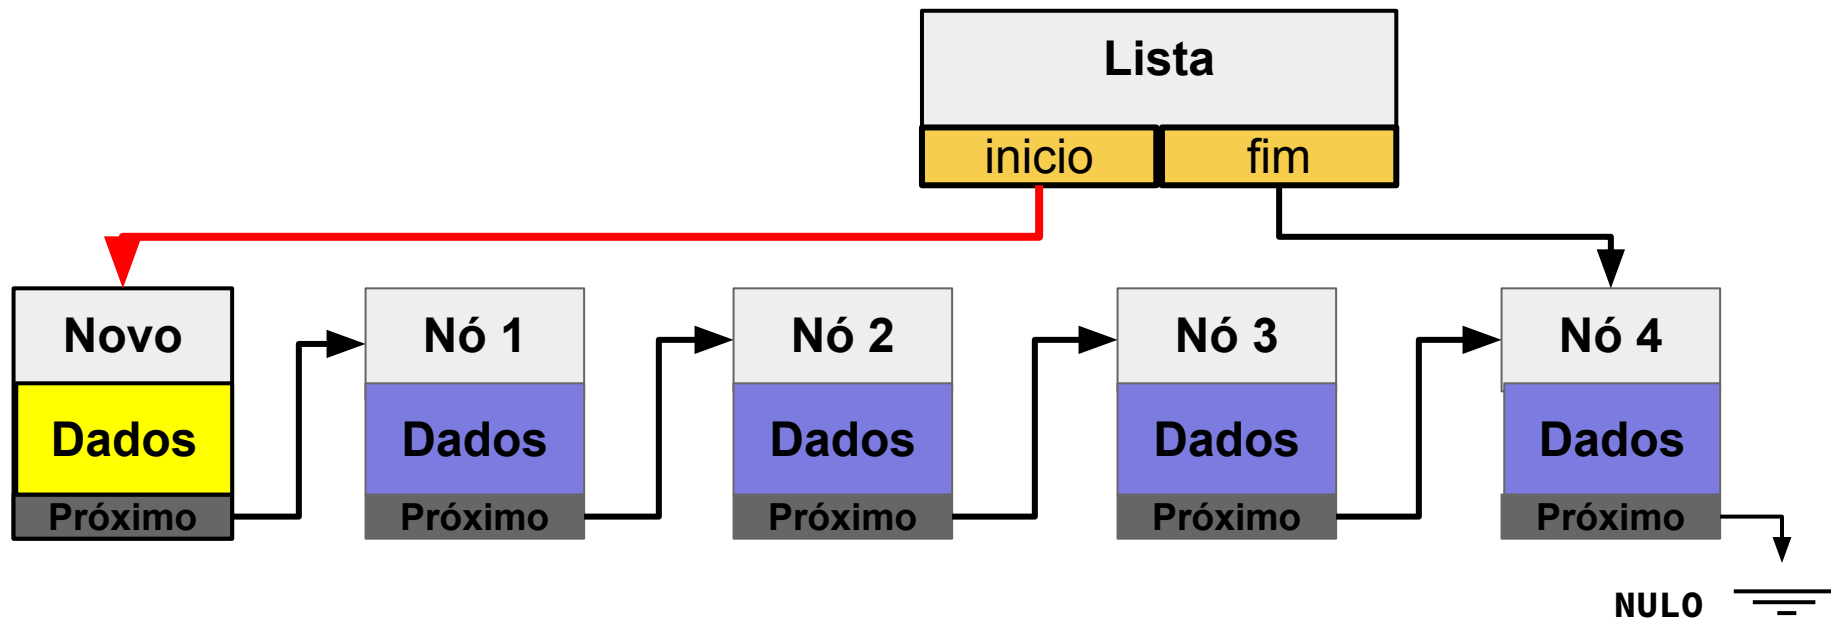 Lista
inicio fim
Novo Nó 1 Nó 2 Nó 3 Nó 4
Dados Dados Dados Dados Dados
Próximo Próximo Próximo Próximo Próximo
NULO